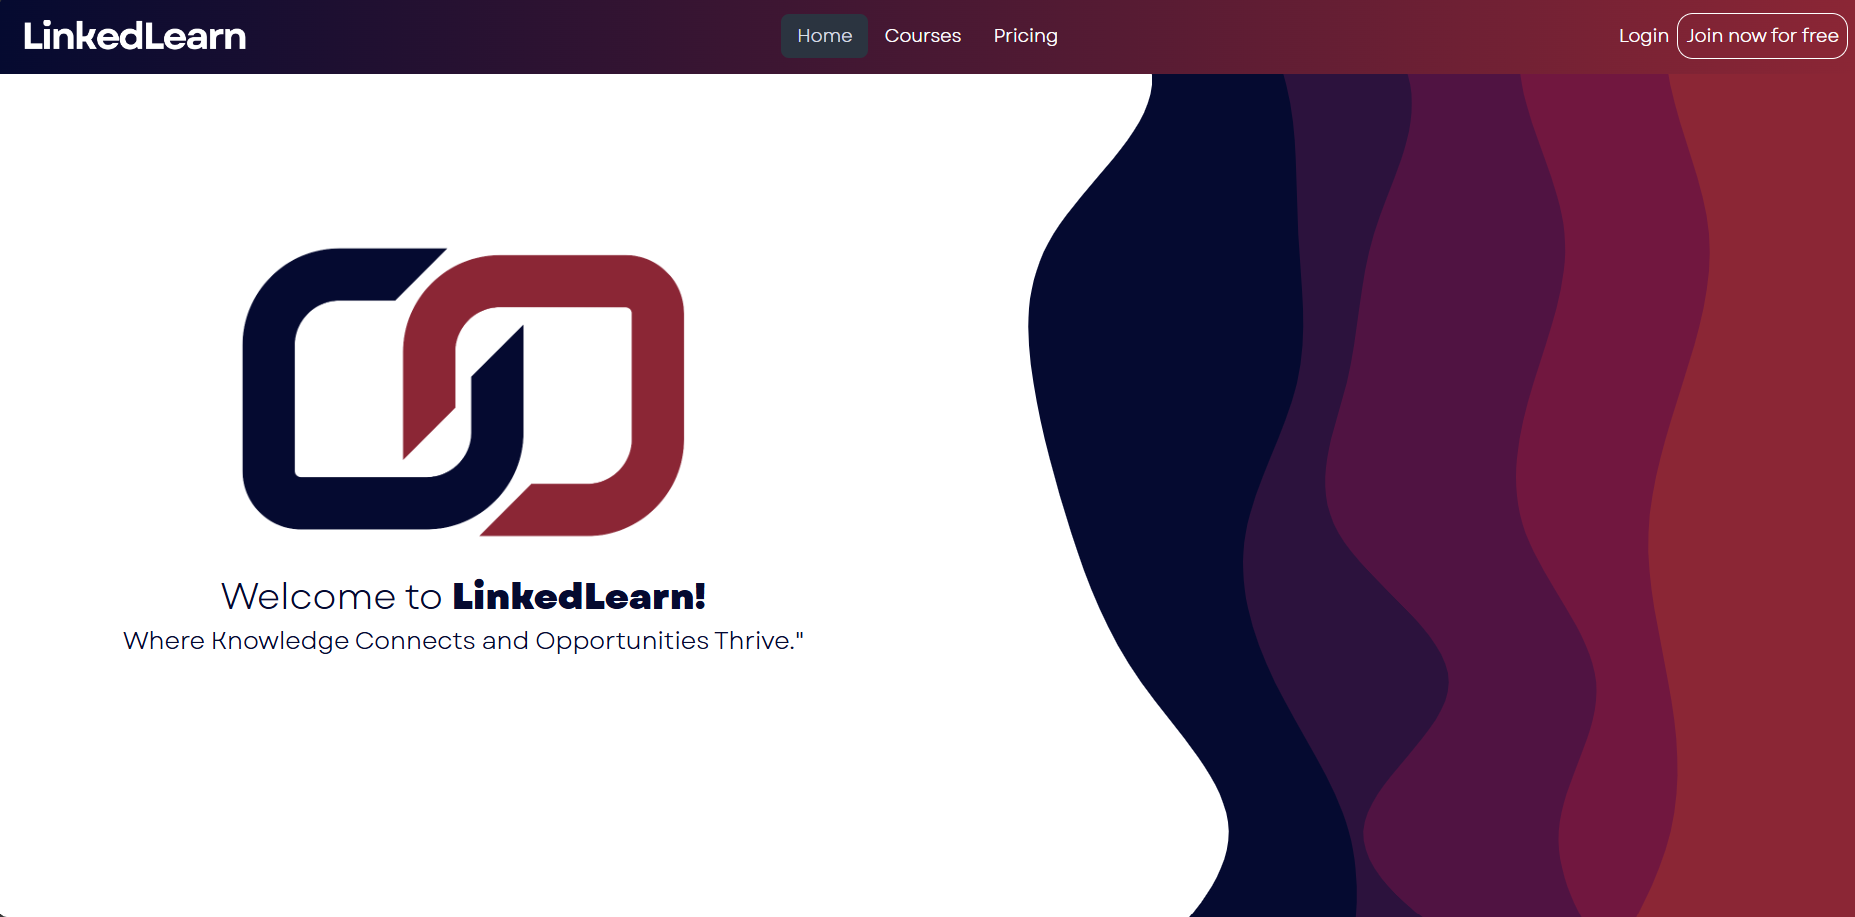 LinkedLearn
Home Courses Pricing
Login Join now for free
Welcome to LinkedLearn!
Where Knowledge Connects and Opportunities Thrive."